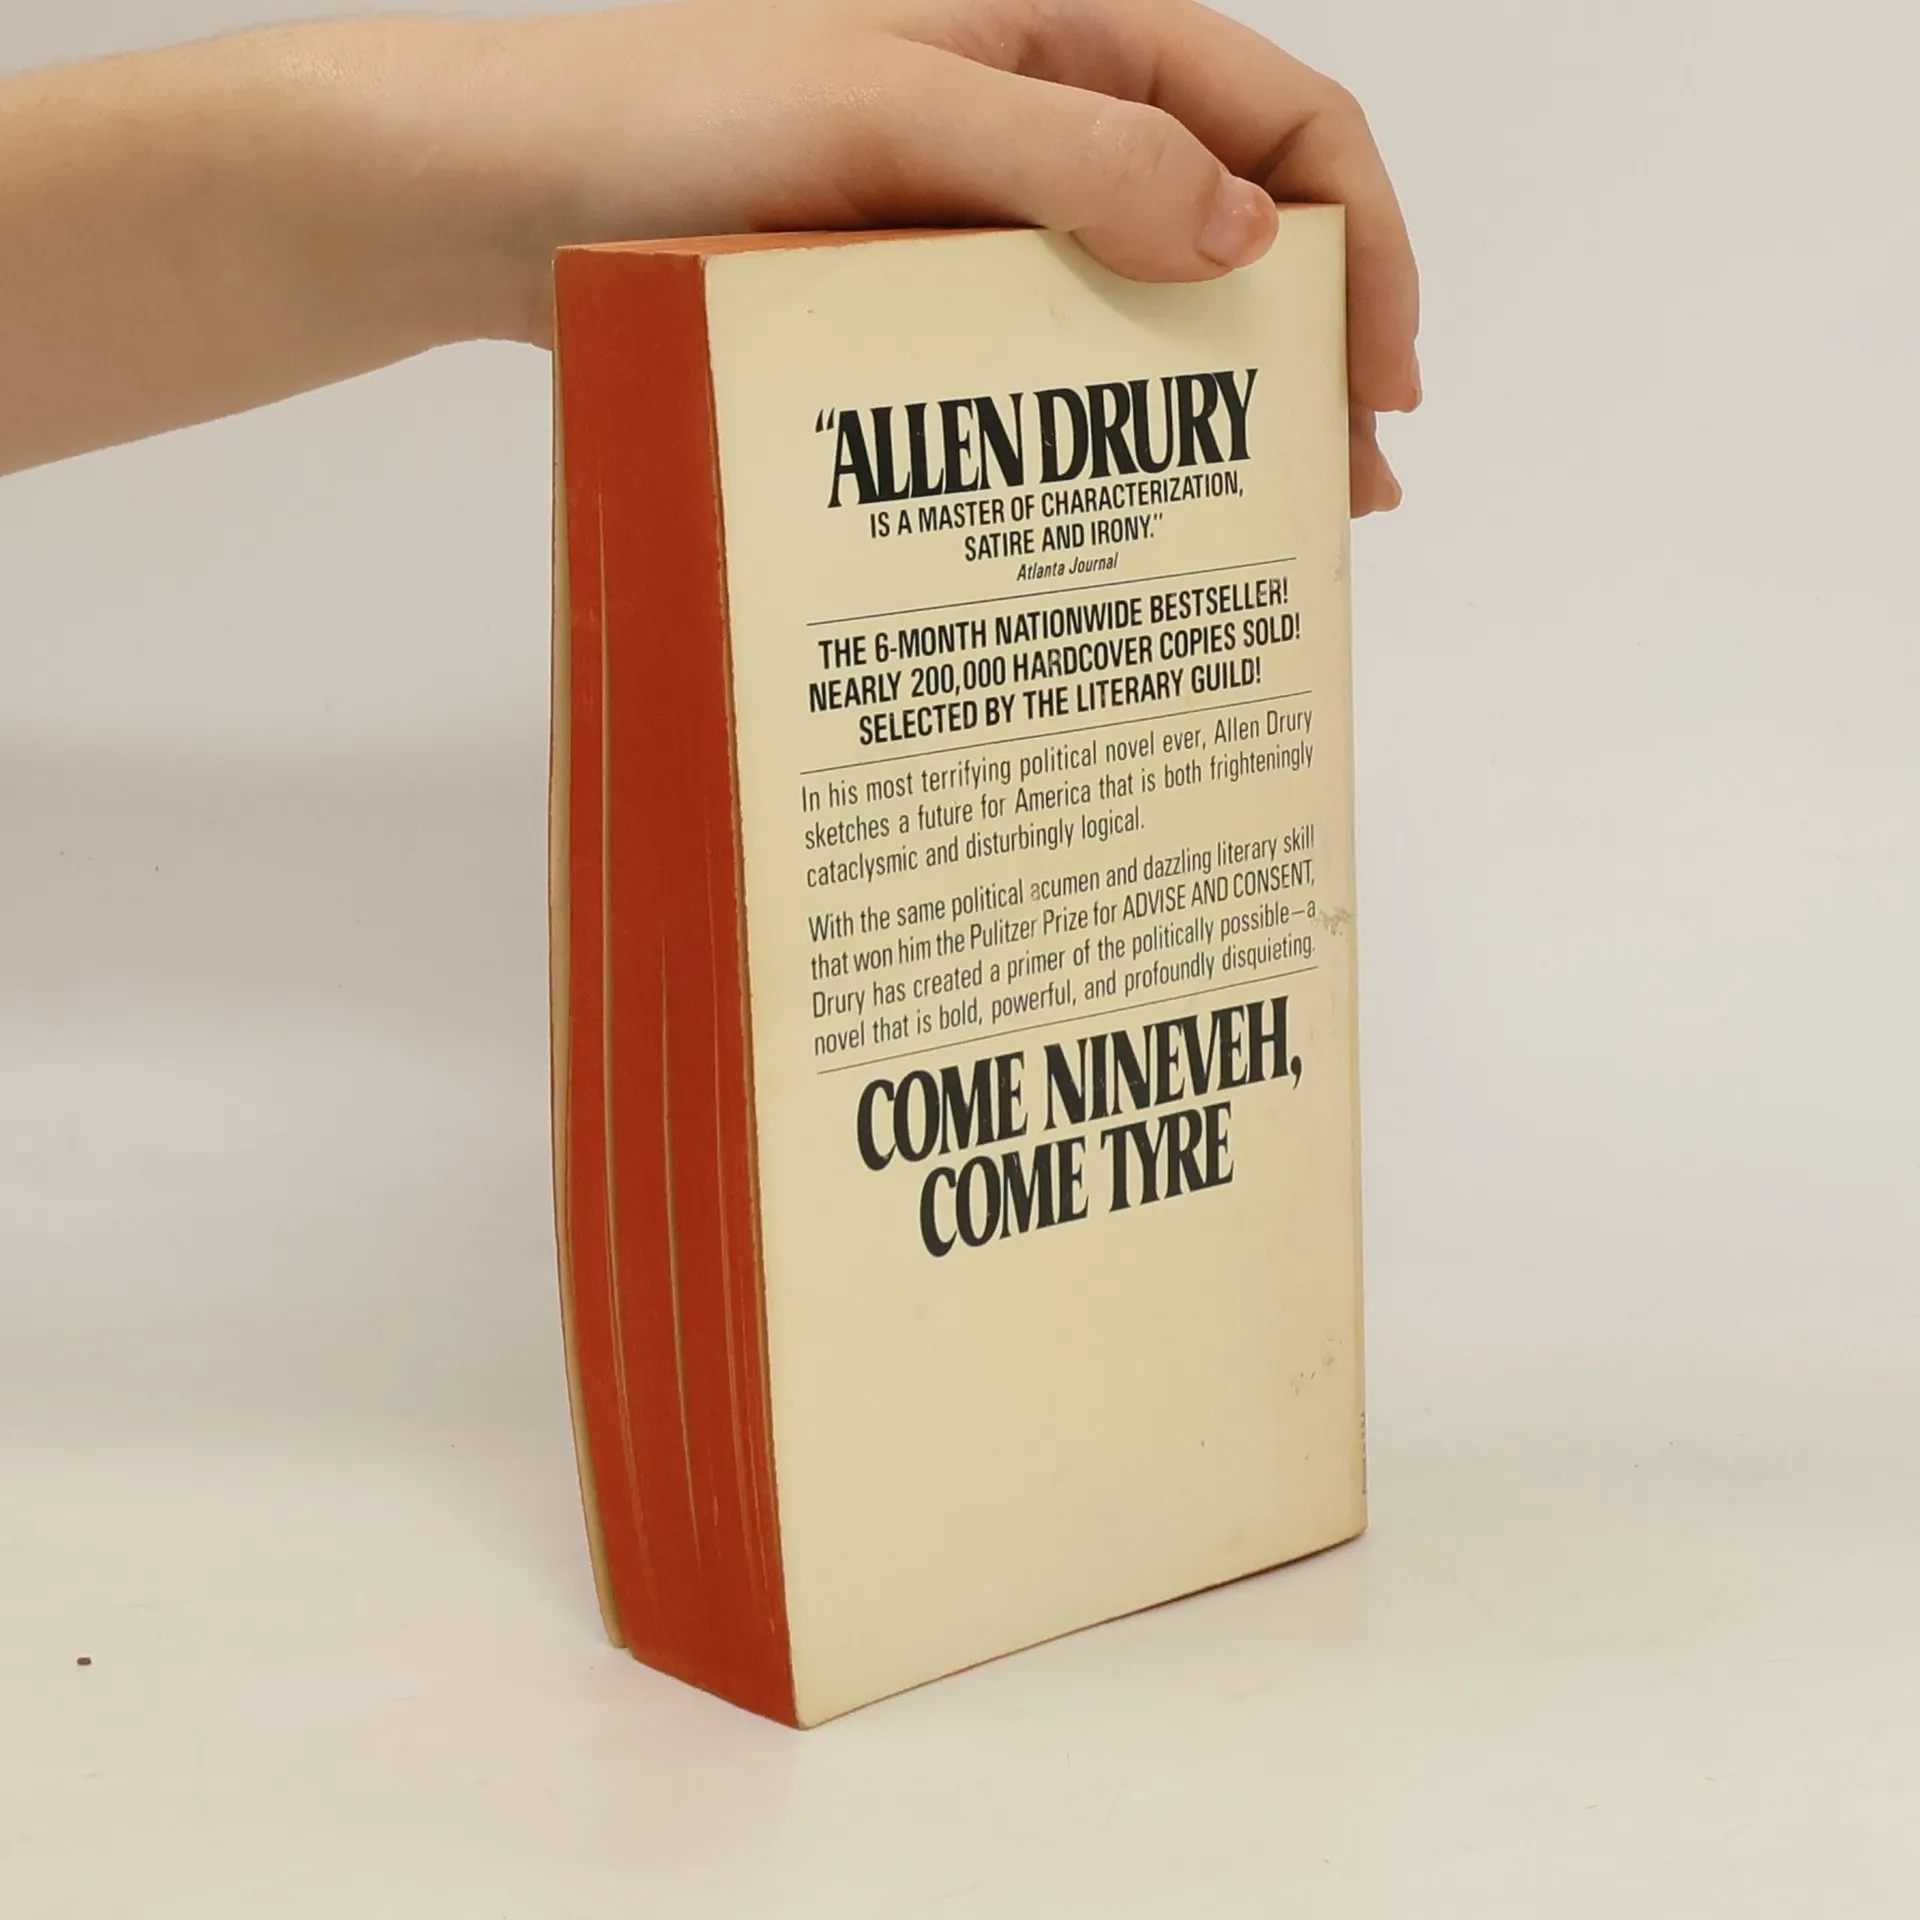 “ALLEN DRURY
IS A MASTER OF CHARACTERIZATION,
SATIRE AND IRONY.”
Atlanta Journal
THE 6-MONTH NATIONWIDE BESTSELLER!
NEARLY 200,000 HARDCOVER COPIES SOLD!
SELECTED BY THE LITERARY GUILD!
In his most terrifying political novel ever, Allen Drury
sketches a future for America that is both frighteningly
cataclysmic and disturbingly logical.
With the same political acumen and dazzling literary skill
that won him the Pulitzer Prize for ADVISE AND CONSENT,
Drury has created a primer of the politically possible—a
novel that is bold, powerful, and profoundly disquieting.
COME NINEVEH,
COME TYRE